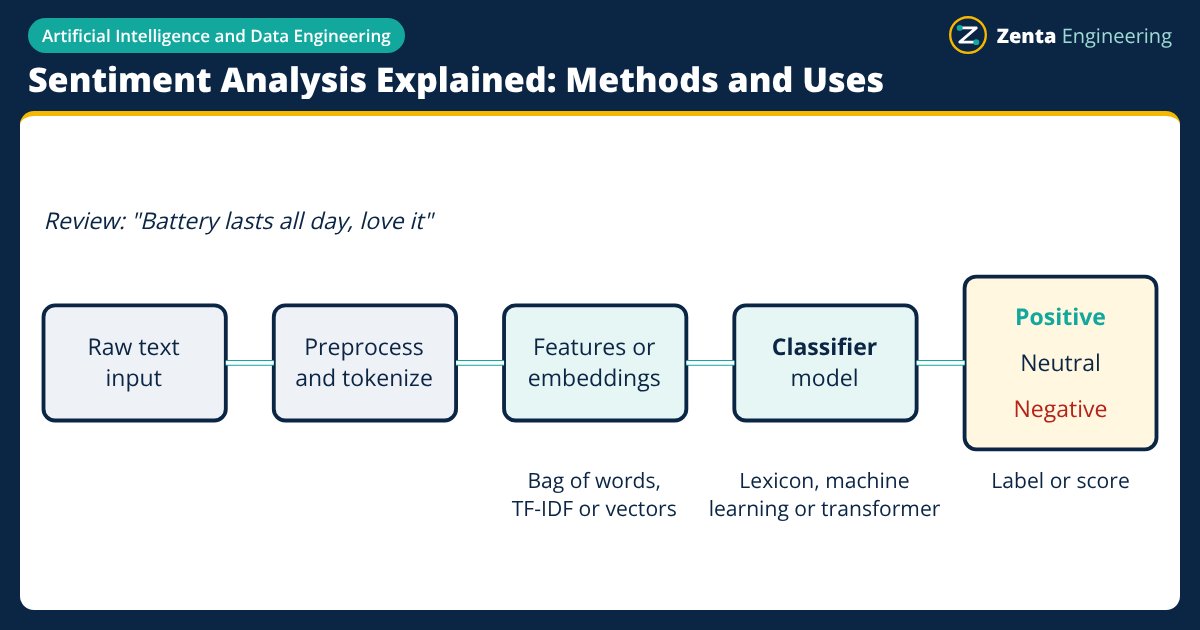 Artificial Intelligence and Data Engineering
Zenta Engineering
Sentiment Analysis Explained: Methods and Uses
Review: "Battery lasts all day, love it"
Raw text
input
Preprocess
and tokenize
Features or
embeddings
Classifier
model
Positive
Neutral
Negative
Bag of words,
TF-IDF or vectors
Lexicon, machine
learning or transformer
Label or score